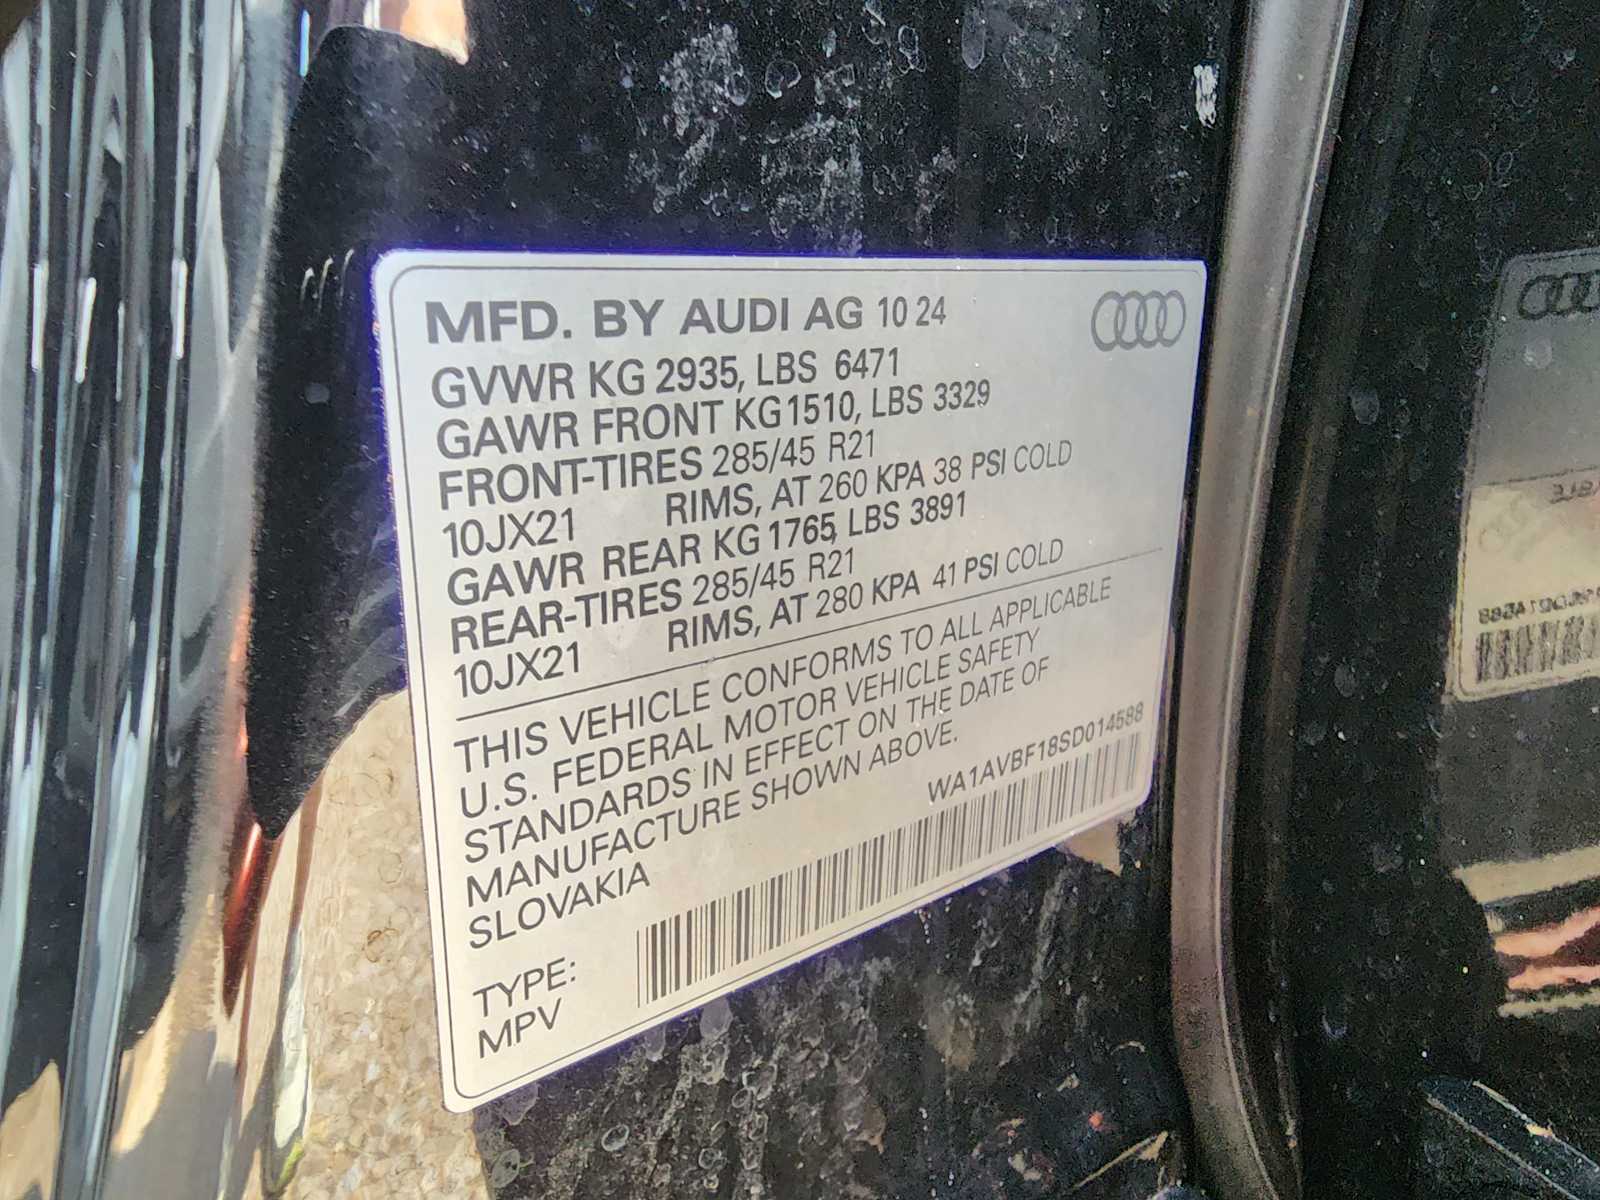 MFD. BY AUDI AG 10 24
GVWR KG 2935, LBS 6471
GAWR FRONT KG1510, LBS 3329
FRONT-TIRES 285/45 R21
10JX21 RIMS, AT 260 KPA 38 PSI COLD
GAWR REAR KG 1765, LBS 3891
REAR-TIRES 285/45 R21
10JX21 RIMS, AT 280 KPA 41 PSI COLD
THIS VEHICLE CONFORMS TO ALL APPLICABLE
U.S. FEDERAL MOTOR VEHICLE SAFETY
STANDARDS IN EFFECT ON THE DATE OF
MANUFACTURE SHOWN ABOVE.
SLOVAKIA
WA1AVBF18SD014588
TYPE:
MPV